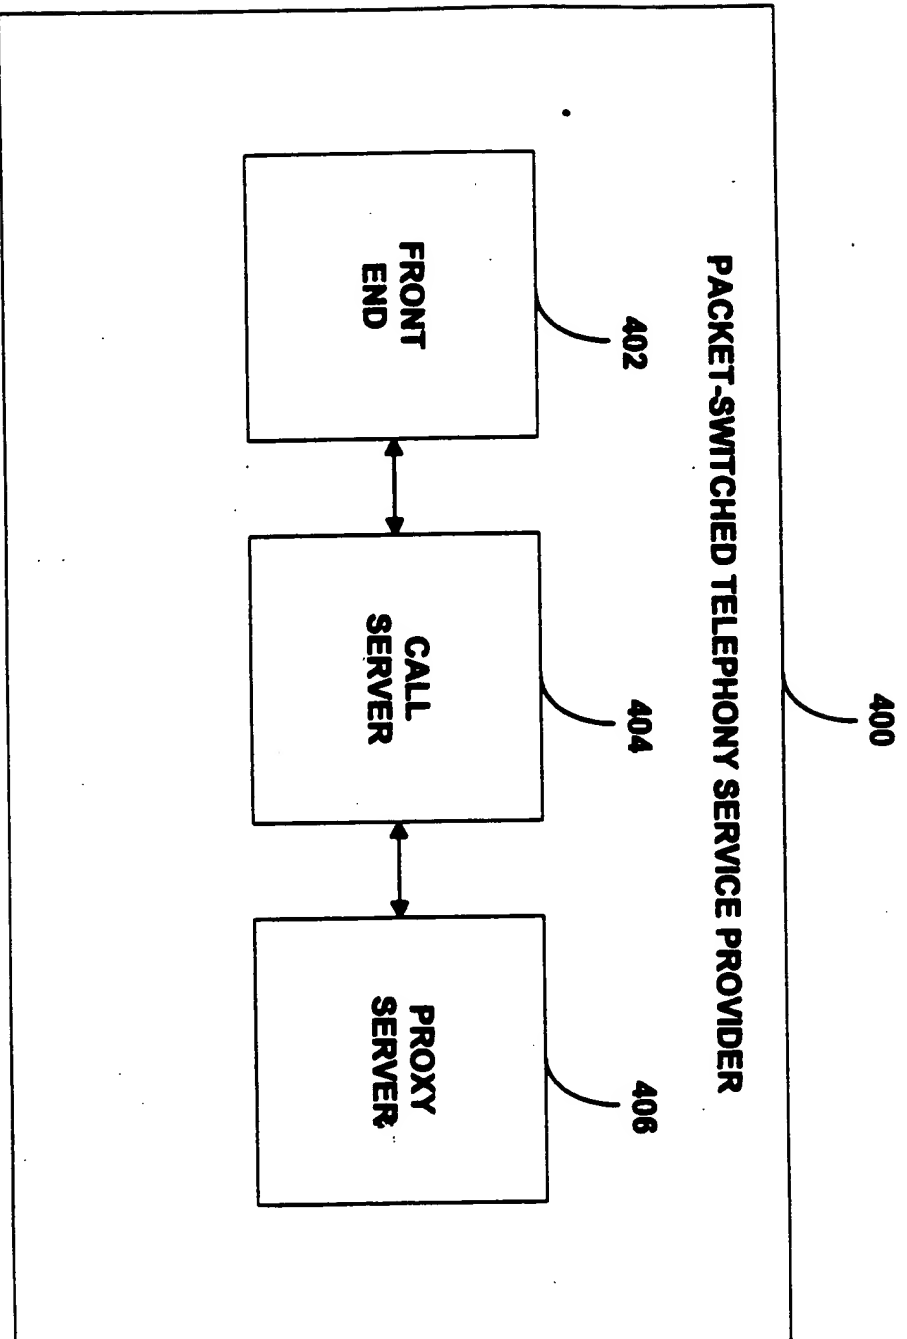 400
PACKET-SWITCHED TELEPHONY SERVICE PROVIDER
402
404
406
FRONT
END
CALL
SERVER
PROXY
SERVER